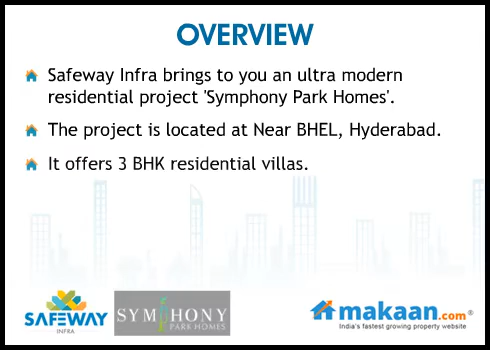 OVERVIEW
Safeway Infra brings to you an ultra modern
residential project 'Symphony Park Homes'.
The project is located at Near BHEL, Hyderabad.
It offers 3 BHK residential villas.
SAFEWAY
INFRA
SYMPHONY
PARK HOMES
makaan.com®
India's fastest growing property website